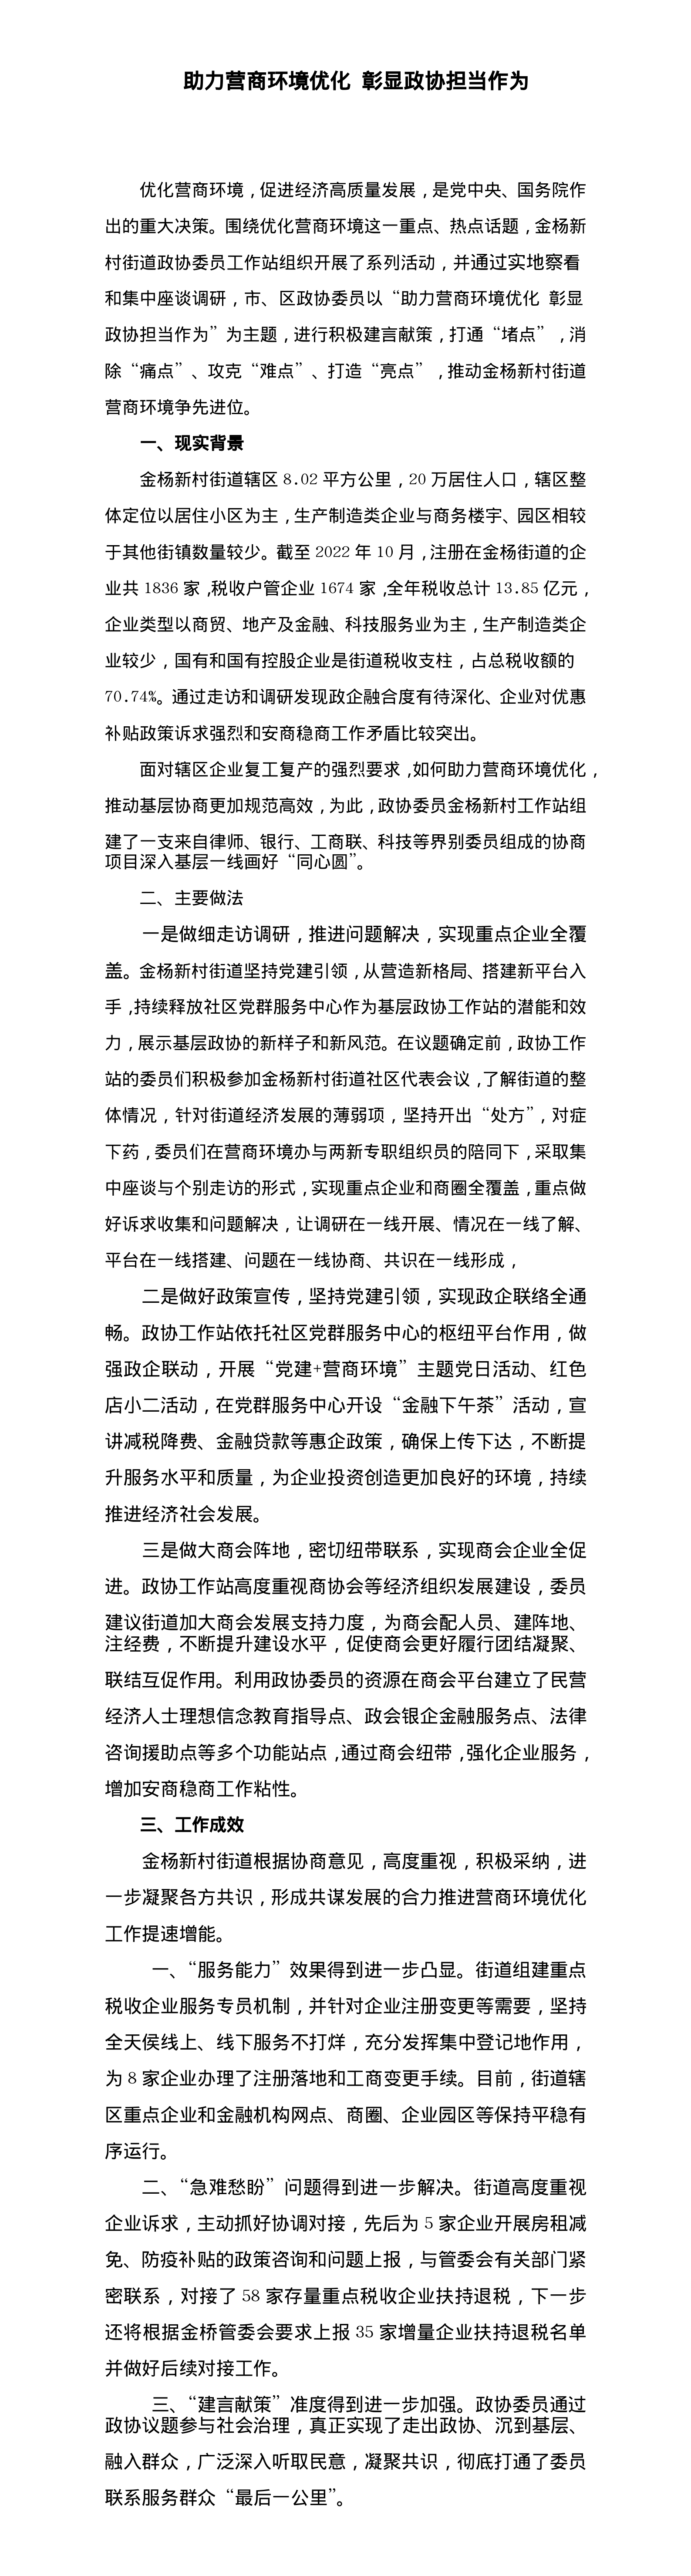 助力营商环境优化 彰显政协担当作为
优化营商环境，促进经济高质量发展，是党中央、国务院作
出的重大决策。围绕优化营商环境这一重点、热点话题，金杨新
村街道政协委员工作站组织开展了系列活动，并通过实地察看
和集中座谈调研，市、区政协委员以“助力营商环境优化 彰显
政协担当作为”为主题，进行积极建言献策，打通“堵点”，消
除“痛点”、攻克“难点”、打造“亮点”，推动金杨新村街道
营商环境争先进位。
一、现实背景
金杨新村街道辖区 8.02 平方公里，20 万居住人口，辖区整
体定位以居住小区为主，生产制造类企业与商务楼宇、园区相较
于其他街镇数量较少。截至 2022 年 10 月，注册在金杨街道的企
业共 1836 家，税收户管企业 1674 家，全年税收总计 13.85 亿元，
企业类型以商贸、地产及金融、科技服务业为主，生产制造类企
业较少，国有和国有控股企业是街道税收支柱，占总税收额的
70.74%。通过走访和调研发现政企融合度有待深化、企业对优惠
补贴政策诉求强烈和安商稳商工作矛盾比较突出。
面对辖区企业复工复产的强烈要求，如何助力营商环境优化，
推动基层协商更加规范高效，为此，政协委员金杨新村工作站组
建了一支来自律师、银行、工商联、科技等界别委员组成的协商
项目深入基层一线画好“同心圆”。
二、主要做法
一是做细走访调研，推进问题解决，实现重点企业全覆
盖。金杨新村街道坚持党建引领，从营造新格局、搭建新平台入
手，持续释放社区党群服务中心作为基层政协工作站的潜能和效
力，展示基层政协的新样子和新风范。在议题确定前，政协工作
站的委员们积极参加金杨新村街道社区代表会议，了解街道的整
体情况，针对街道经济发展的薄弱项，坚持开出“处方”，对症
下药，委员们在营商环境办与两新专职组织员的陪同下，采取集
中座谈与个别走访的形式，实现重点企业和商圈全覆盖，重点做
好诉求收集和问题解决，让调研在一线开展、情况在一线了解、
平台在一线搭建、问题在一线协商、共识在一线形成，
二是做好政策宣传，坚持党建引领，实现政企联络全通
畅。政协工作站依托社区党群服务中心的枢纽平台作用，做
强政企联动，开展“党建+营商环境”主题党日活动、红色
店小二活动，在党群服务中心开设“金融下午茶”活动，宣
讲减税降费、金融贷款等惠企政策，确保上传下达，不断提
升服务水平和质量，为企业投资创造更加良好的环境，持续
推进经济社会发展。
三是做大商会阵地，密切纽带联系，实现商会企业全促
进。政协工作站高度重视商协会等经济组织发展建设，委员
建议街道加大商会发展支持力度，为商会配人员、建阵地、
注经费，不断提升建设水平，促使商会更好履行团结凝聚、
联结互促作用。利用政协委员的资源在商会平台建立了民营
经济人士理想信念教育指导点、政会银企金融服务点、法律
咨询援助点等多个功能站点，通过商会纽带，强化企业服务，
增加安商稳商工作粘性。
三、工作成效
金杨新村街道根据协商意见，高度重视，积极采纳，进
一步凝聚各方共识，形成共谋发展的合力推进营商环境优化
工作提速增能。
一、“服务能力”效果得到进一步凸显。街道组建重点
税收企业服务专员机制，并针对企业注册变更等需要，坚持
全天侯线上、线下服务不打烊，充分发挥集中登记地作用，
为 8 家企业办理了注册落地和工商变更手续。目前，街道辖
区重点企业和金融机构网点、商圈、企业园区等保持平稳有
序运行。
二、“急难愁盼”问题得到进一步解决。街道高度重视
企业诉求，主动抓好协调对接，先后为 5 家企业开展房租减
免、防疫补贴的政策咨询和问题上报，与管委会有关部门紧
密联系，对接了 58 家存量重点税收企业扶持退税，下一步
还将根据金桥管委会要求上报 35 家增量企业扶持退税名单
并做好后续对接工作。
三、“建言献策”准度得到进一步加强。政协委员通过
政协议题参与社会治理，真正实现了走出政协、沉到基层、
融入群众，广泛深入听取民意，凝聚共识，彻底打通了委员
联系服务群众“最后一公里”。